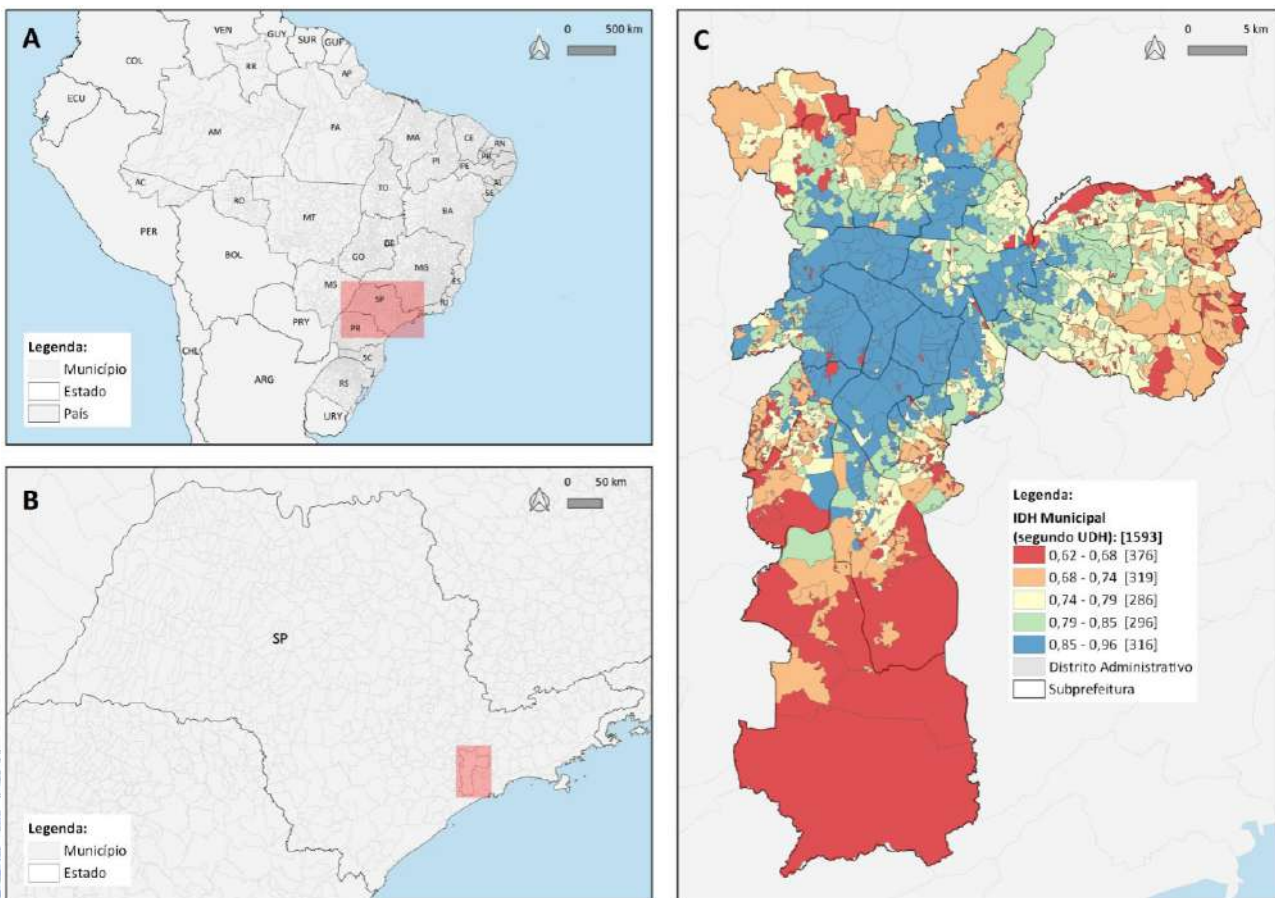 A
0 500 km
VEN
GUY
SUR
GUF
COL
RR
AP
ECU
AM
PA
MA
CE
RN
PI
PB
PE
AC
TO
AL
SE
RO
BA
MT
PER
DF
GO
BOL
MG
ES
MS
SP
RJ
PRY
PR
CHL
SC
ARG
RS
URY
Legenda:
Município
Estado
País
B
0 50 km
SP
Legenda:
Município
Estado
C
0 5 km
Legenda:
IDH Municipal
(segundo UDH): [1593]
0,62 - 0,68 [376]
0,68 - 0,74 [319]
0,74 - 0,79 [286]
0,79 - 0,85 [296]
0,85 - 0,96 [316]
Distrito Administrativo
Subprefeitura